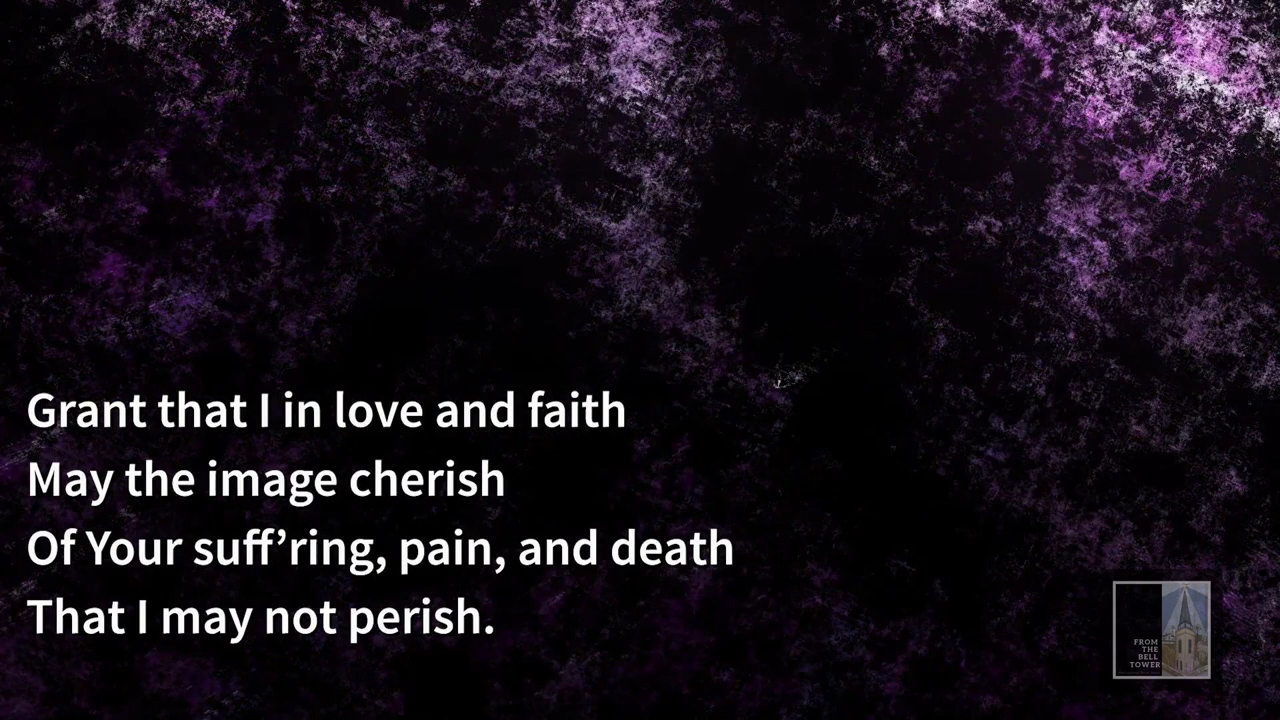 Grant that I in love and faith
May the image cherish
Of Your suff’ring, pain, and death
That I may not perish.
FROM
THE
BELL
TOWER